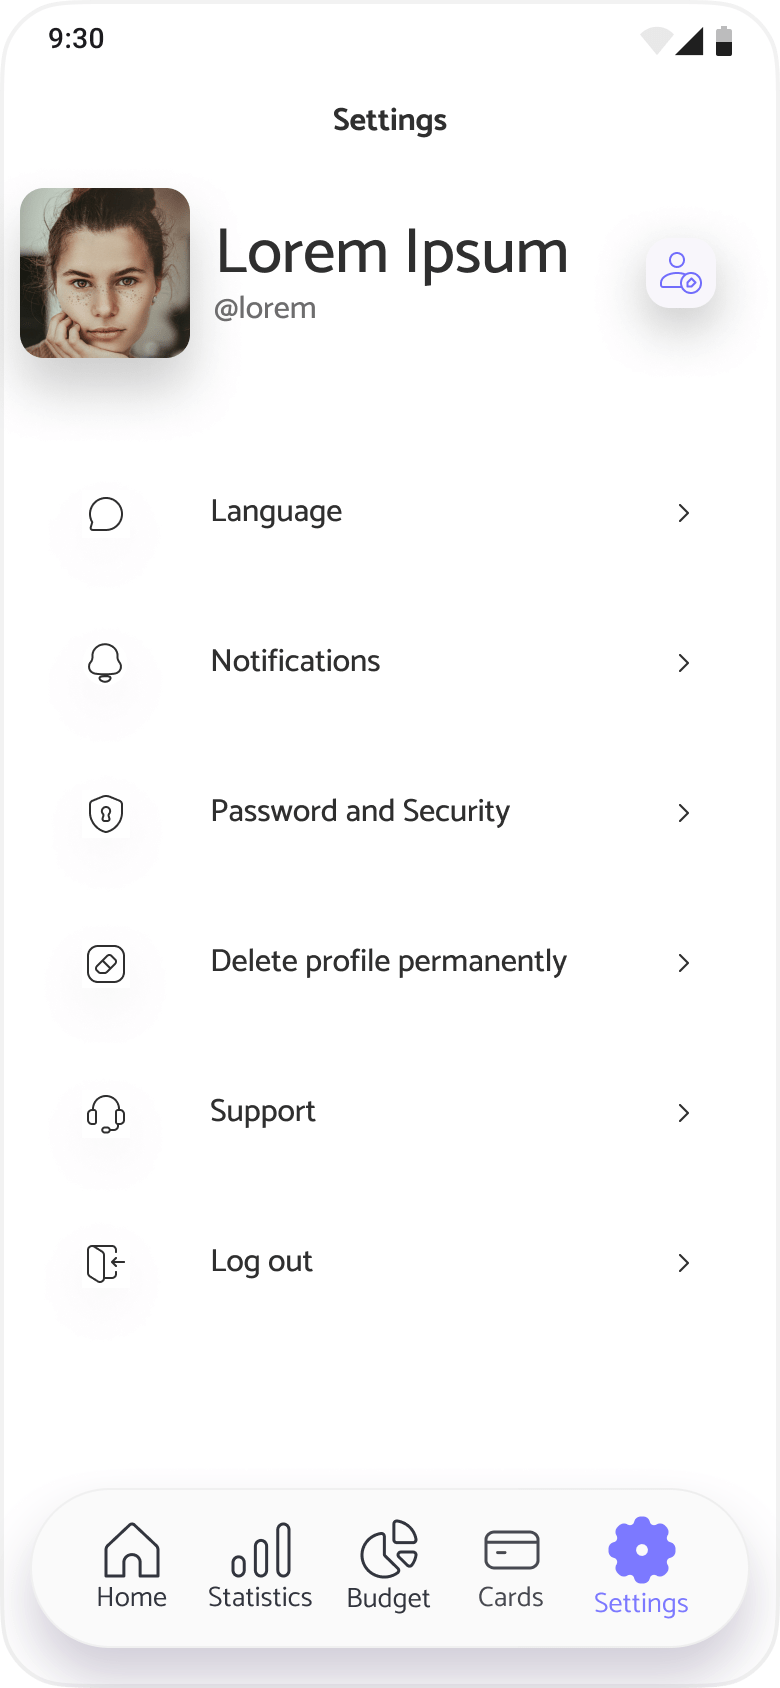 9:30
Settings
Lorem Ipsum
@lorem
Language
Notifications
Password and Security
Delete profile permanently
Support
Log out
Home
Statistics
Budget
Cards
Settings